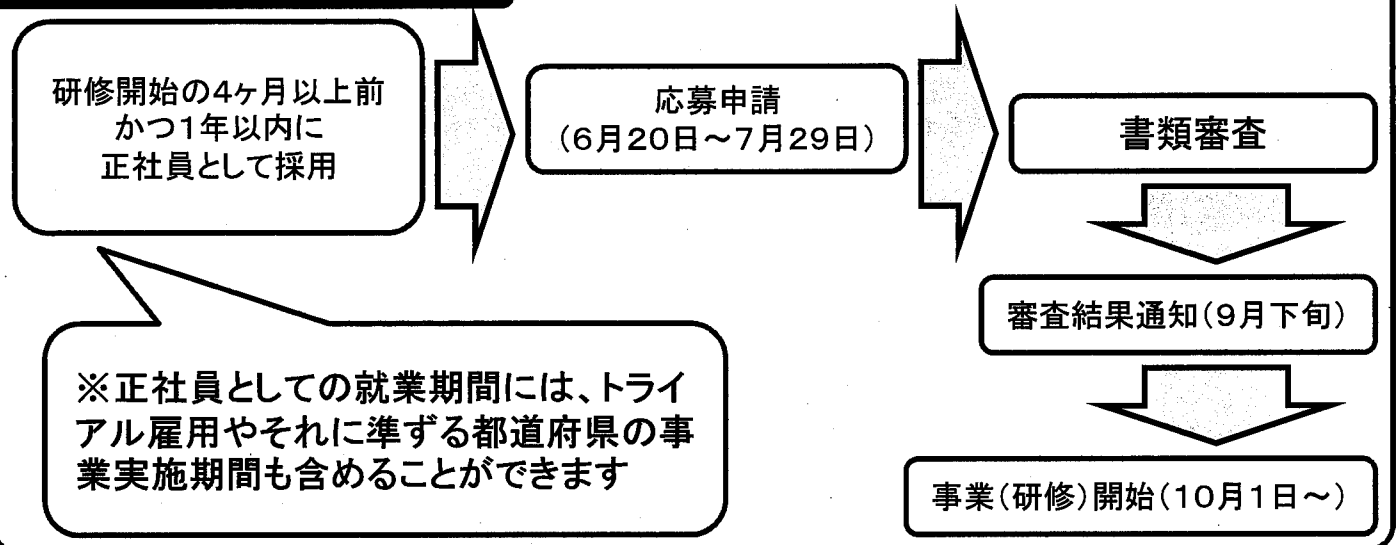 研修開始の4ヶ月以上前
かつ1年以内に
正社員として採用
応募申請
(6月20日～7月29日)
書類審査
審査結果通知(9月下旬)
事業(研修)開始(10月1日～)
※正社員としての就業期間には、トライ
アル雇用やそれに準ずる都道府県の事
業実施期間も含めることができます